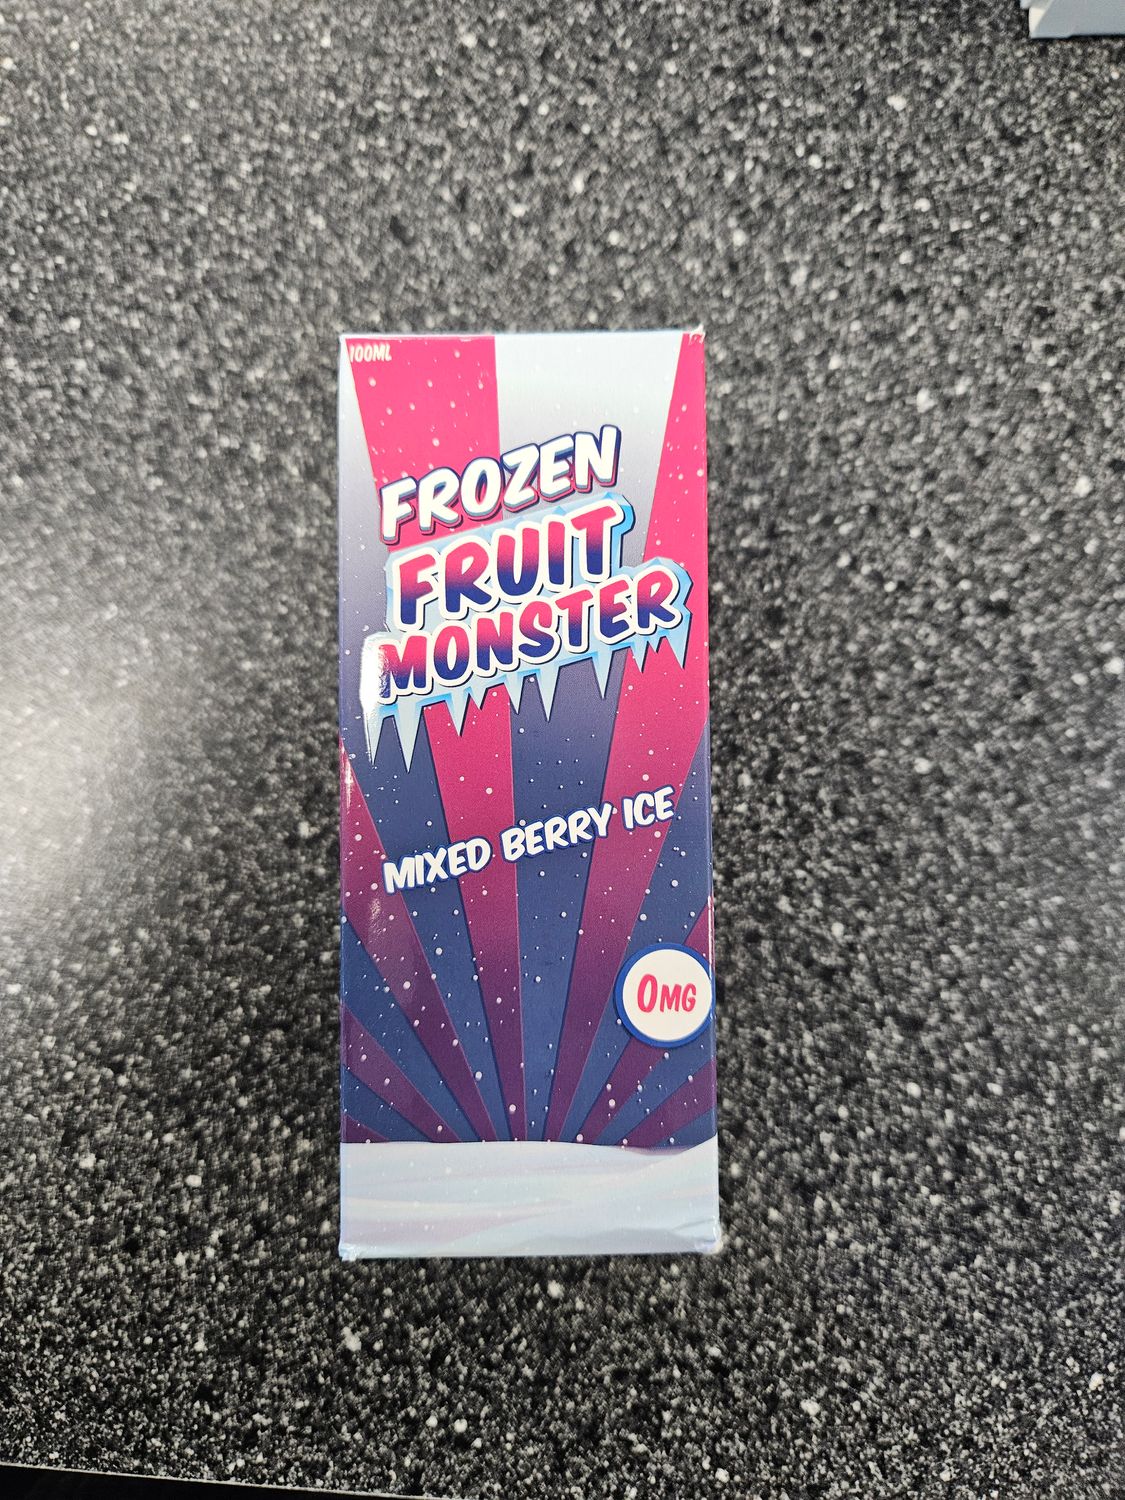 100ML
FROZEN
FRUIT
MONSTER
MIXED BERRY ICE
0MG